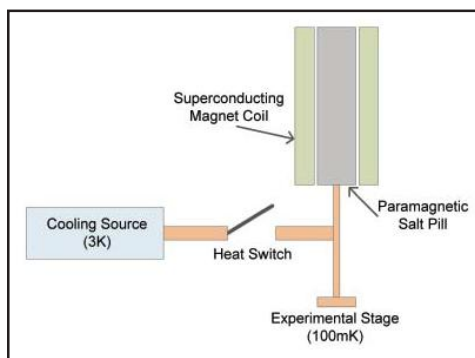 Superconducting
Magnet Coil
Paramagnetic
Salt Pill
Cooling Source
(3K)
Heat Switch
Experimental Stage
(100mK)